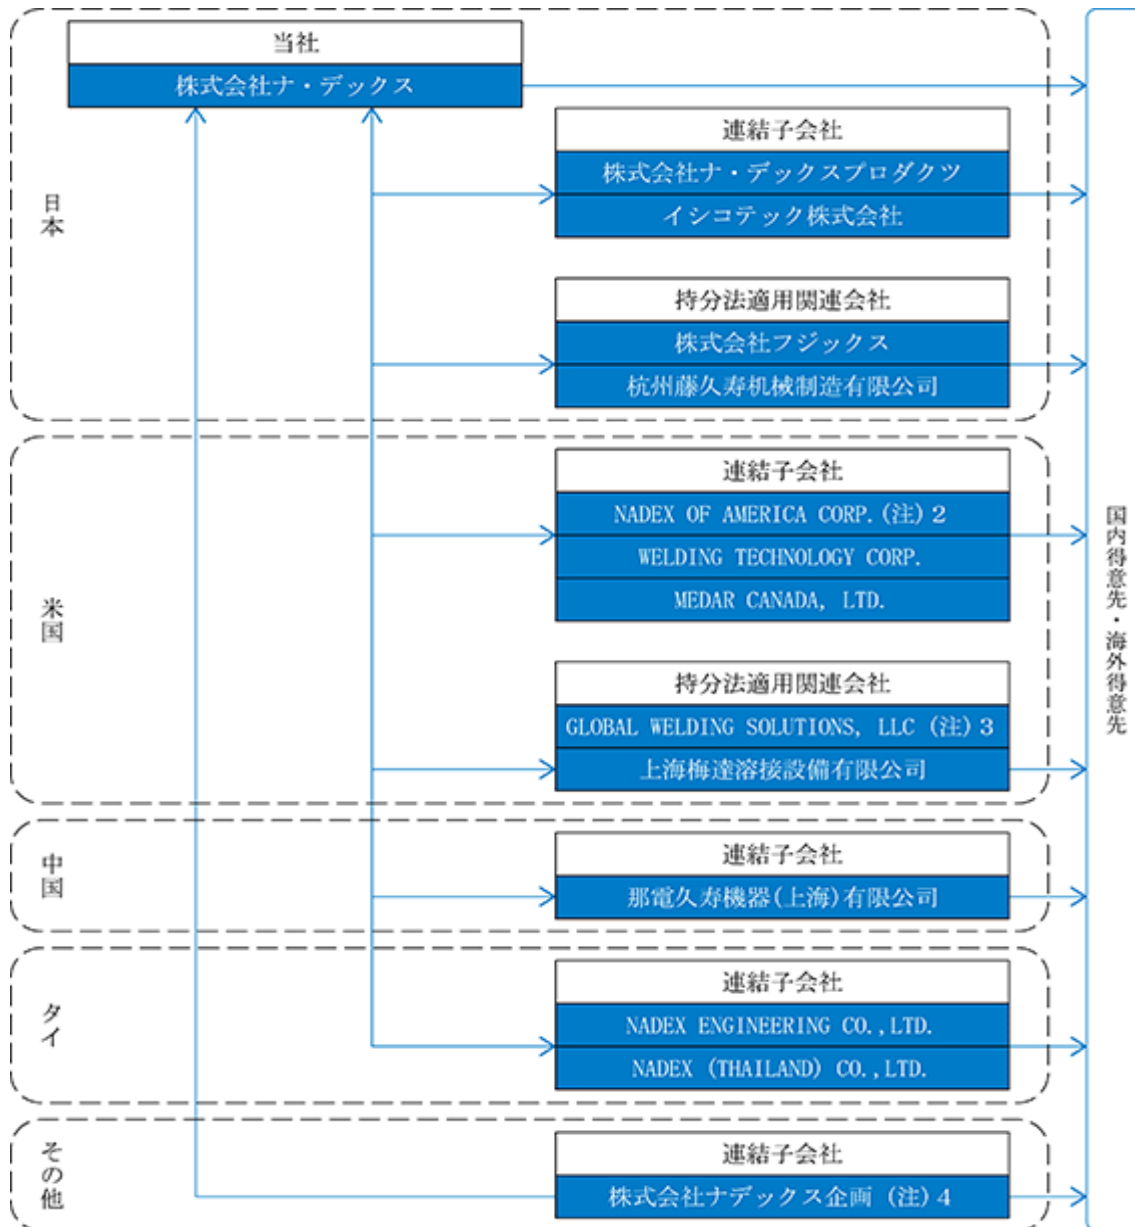 当社
株式会社ナ・デックス
日本
連結子会社
株式会社ナ・デックスプロダクツ
イシコテック株式会社
持分法適用関連会社
株式会社フジックス
杭州藤久寿机械制造有限公司
米国
連結子会社
NADEX OF AMERICA CORP.(注)2
WELDING TECHNOLOGY CORP.
MEDAR CANADA, LTD.
持分法適用関連会社
GLOBAL WELDING SOLUTIONS, LLC (注)3
上海梅達溶接設備有限公司
中国
連結子会社
那電久寿機器(上海)有限公司
タイ
連結子会社
NADEX ENGINEERING CO.,LTD.
NADEX (THAILAND) CO.,LTD.
その他
連結子会社
株式会社ナデックス企画 (注)4
国内得意先・海外得意先